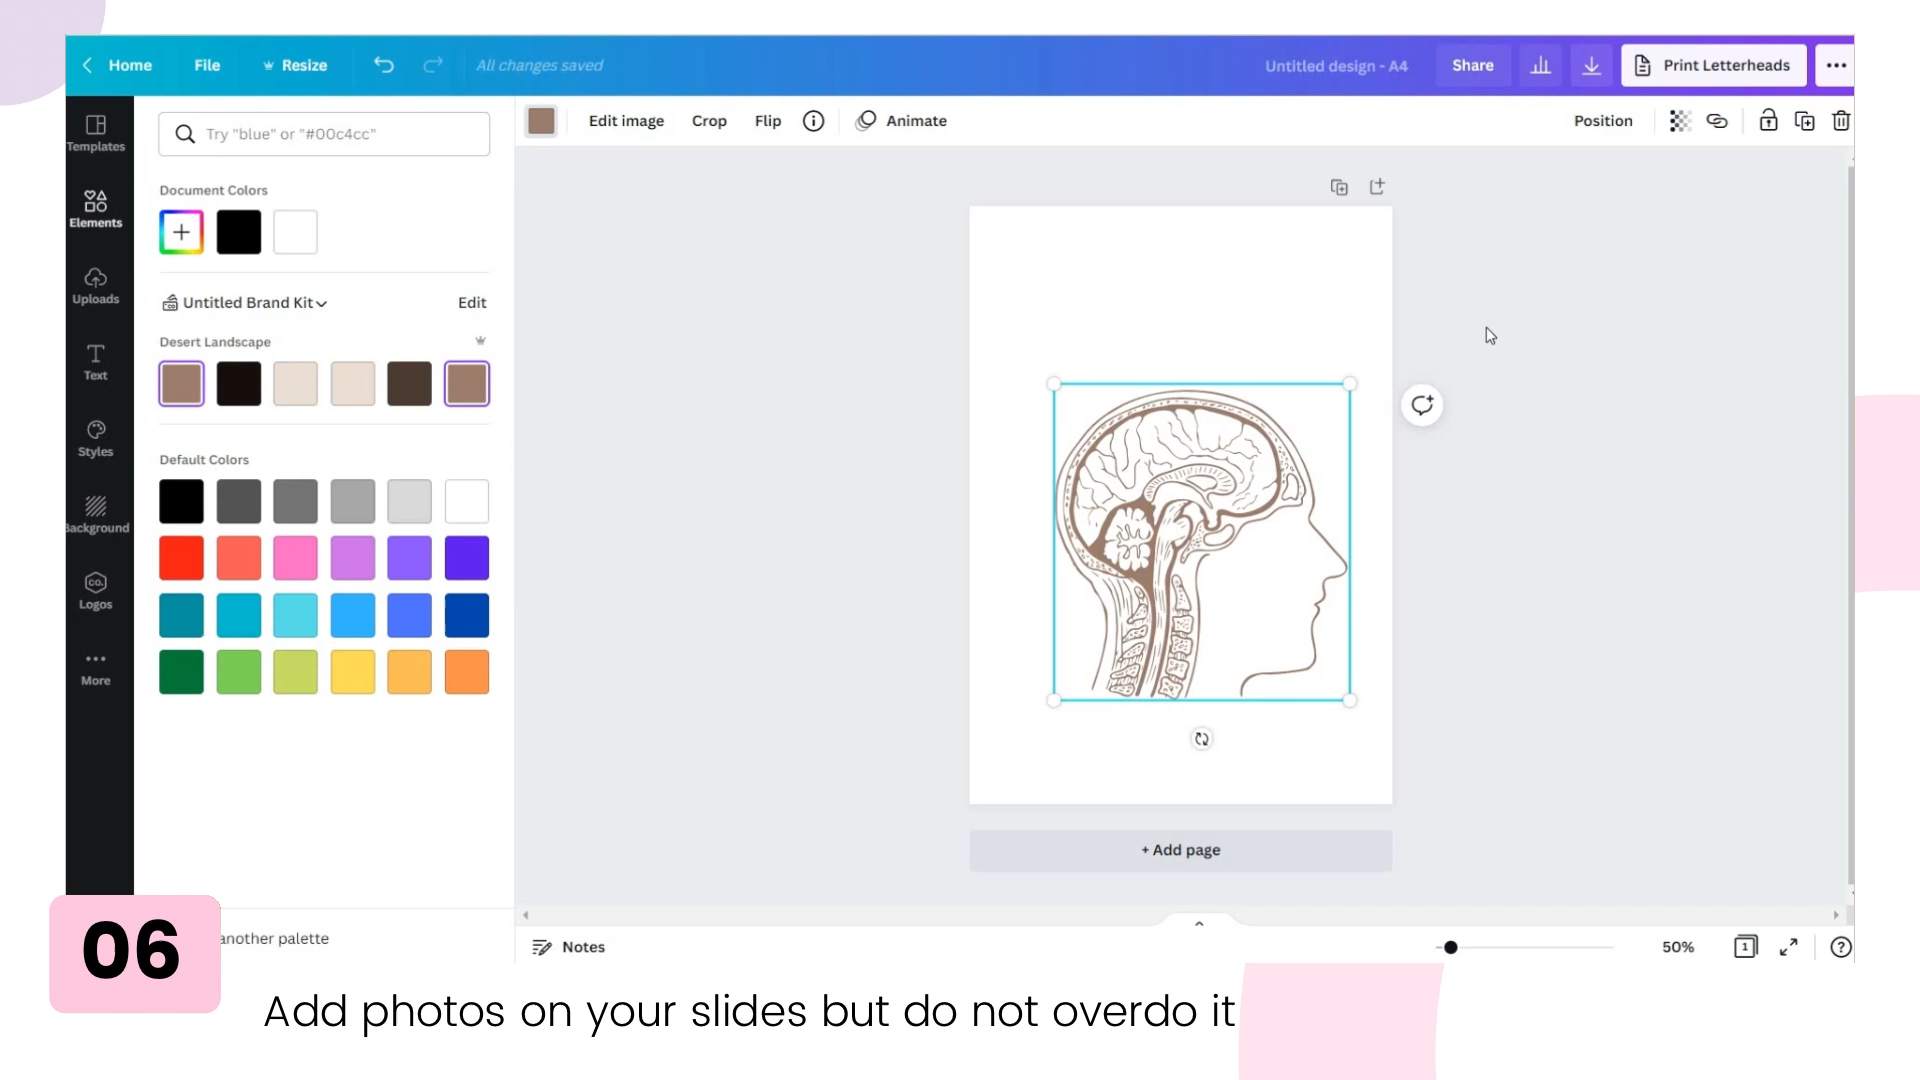 Home File Resize All changes saved Untitled design - A4 Share Print Letterheads
Templates
Elements
Uploads
Text
Styles
Background
Logos
More
Try "blue" or "#00c4cc"
Document Colors
Untitled Brand Kit Edit
Desert Landscape
Default Colors
another palette
Edit image Crop Flip Animate Position
+ Add page
Notes 50% 1 ?
CO.
06
Add photos on your slides but do not overdo it